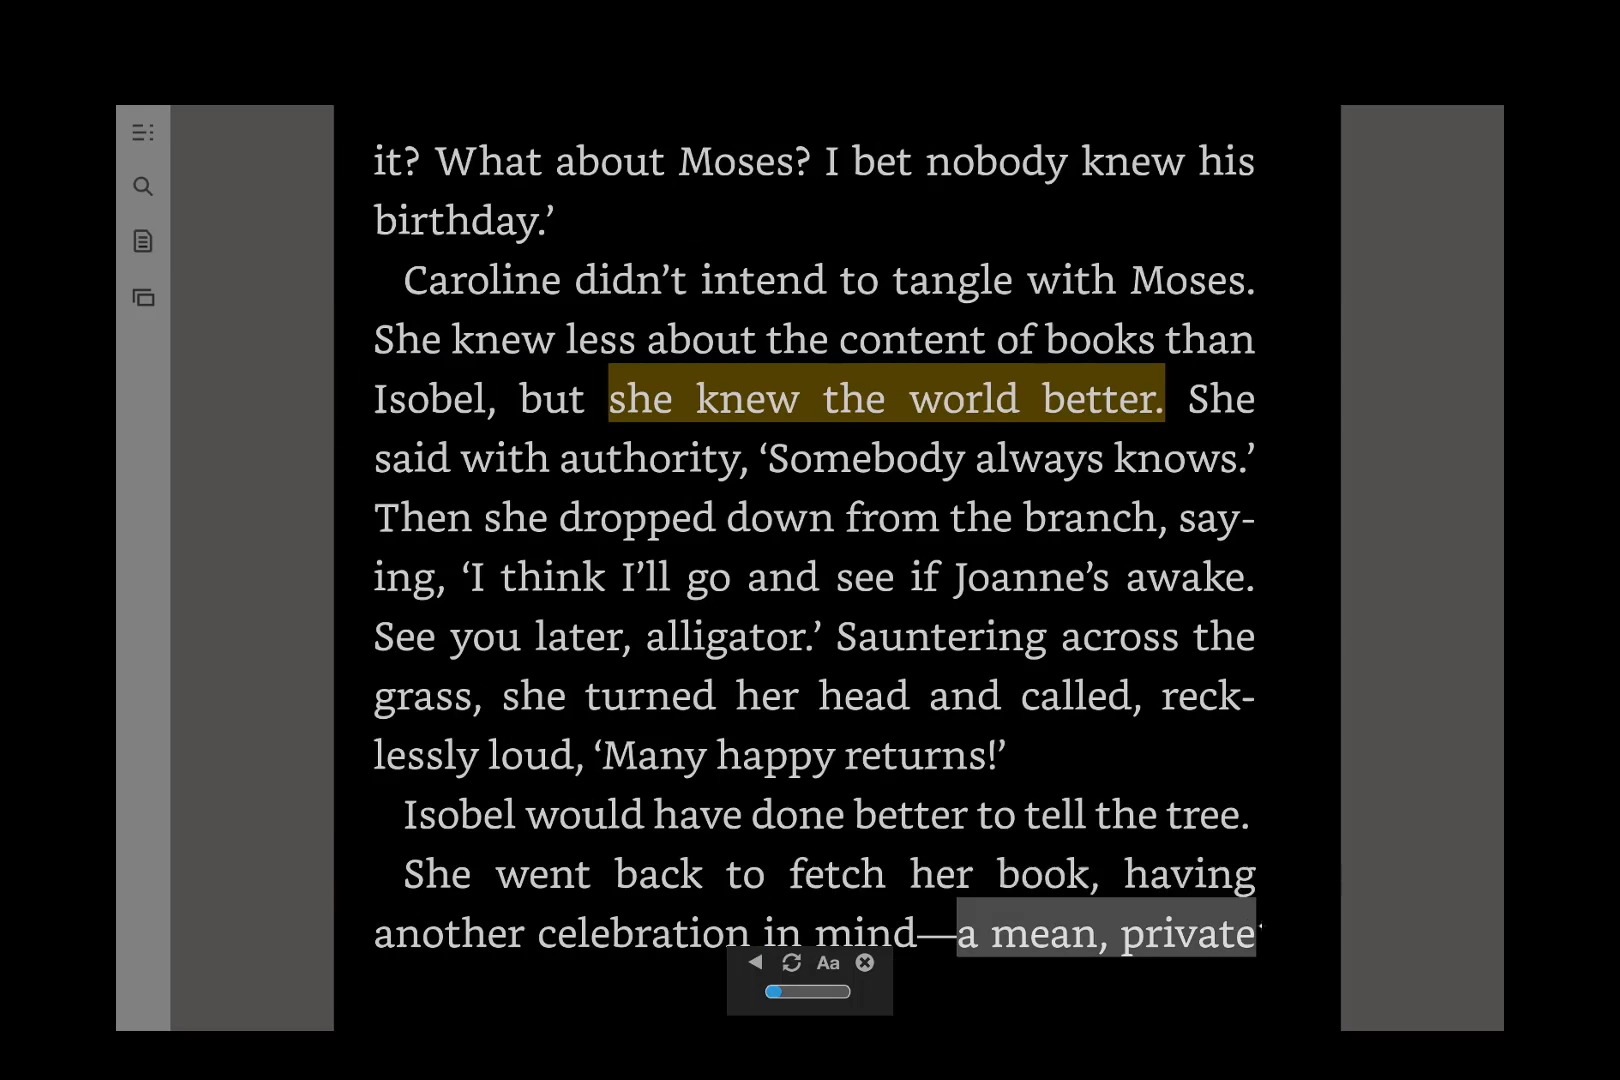 it? What about Moses? I bet nobody knew his
birthday.’
Caroline didn’t intend to tangle with Moses.
She knew less about the content of books than
Isobel, but she knew the world better. She
said with authority, ‘Somebody always knows.’
Then she dropped down from the branch, say-
ing, ‘I think I’ll go and see if Joanne’s awake.
See you later, alligator.’ Sauntering across the
grass, she turned her head and called, reck-
lessly loud, ‘Many happy returns!’
Isobel would have done better to tell the tree.
She went back to fetch her book, having
another celebration in mind—a mean, private
Aa